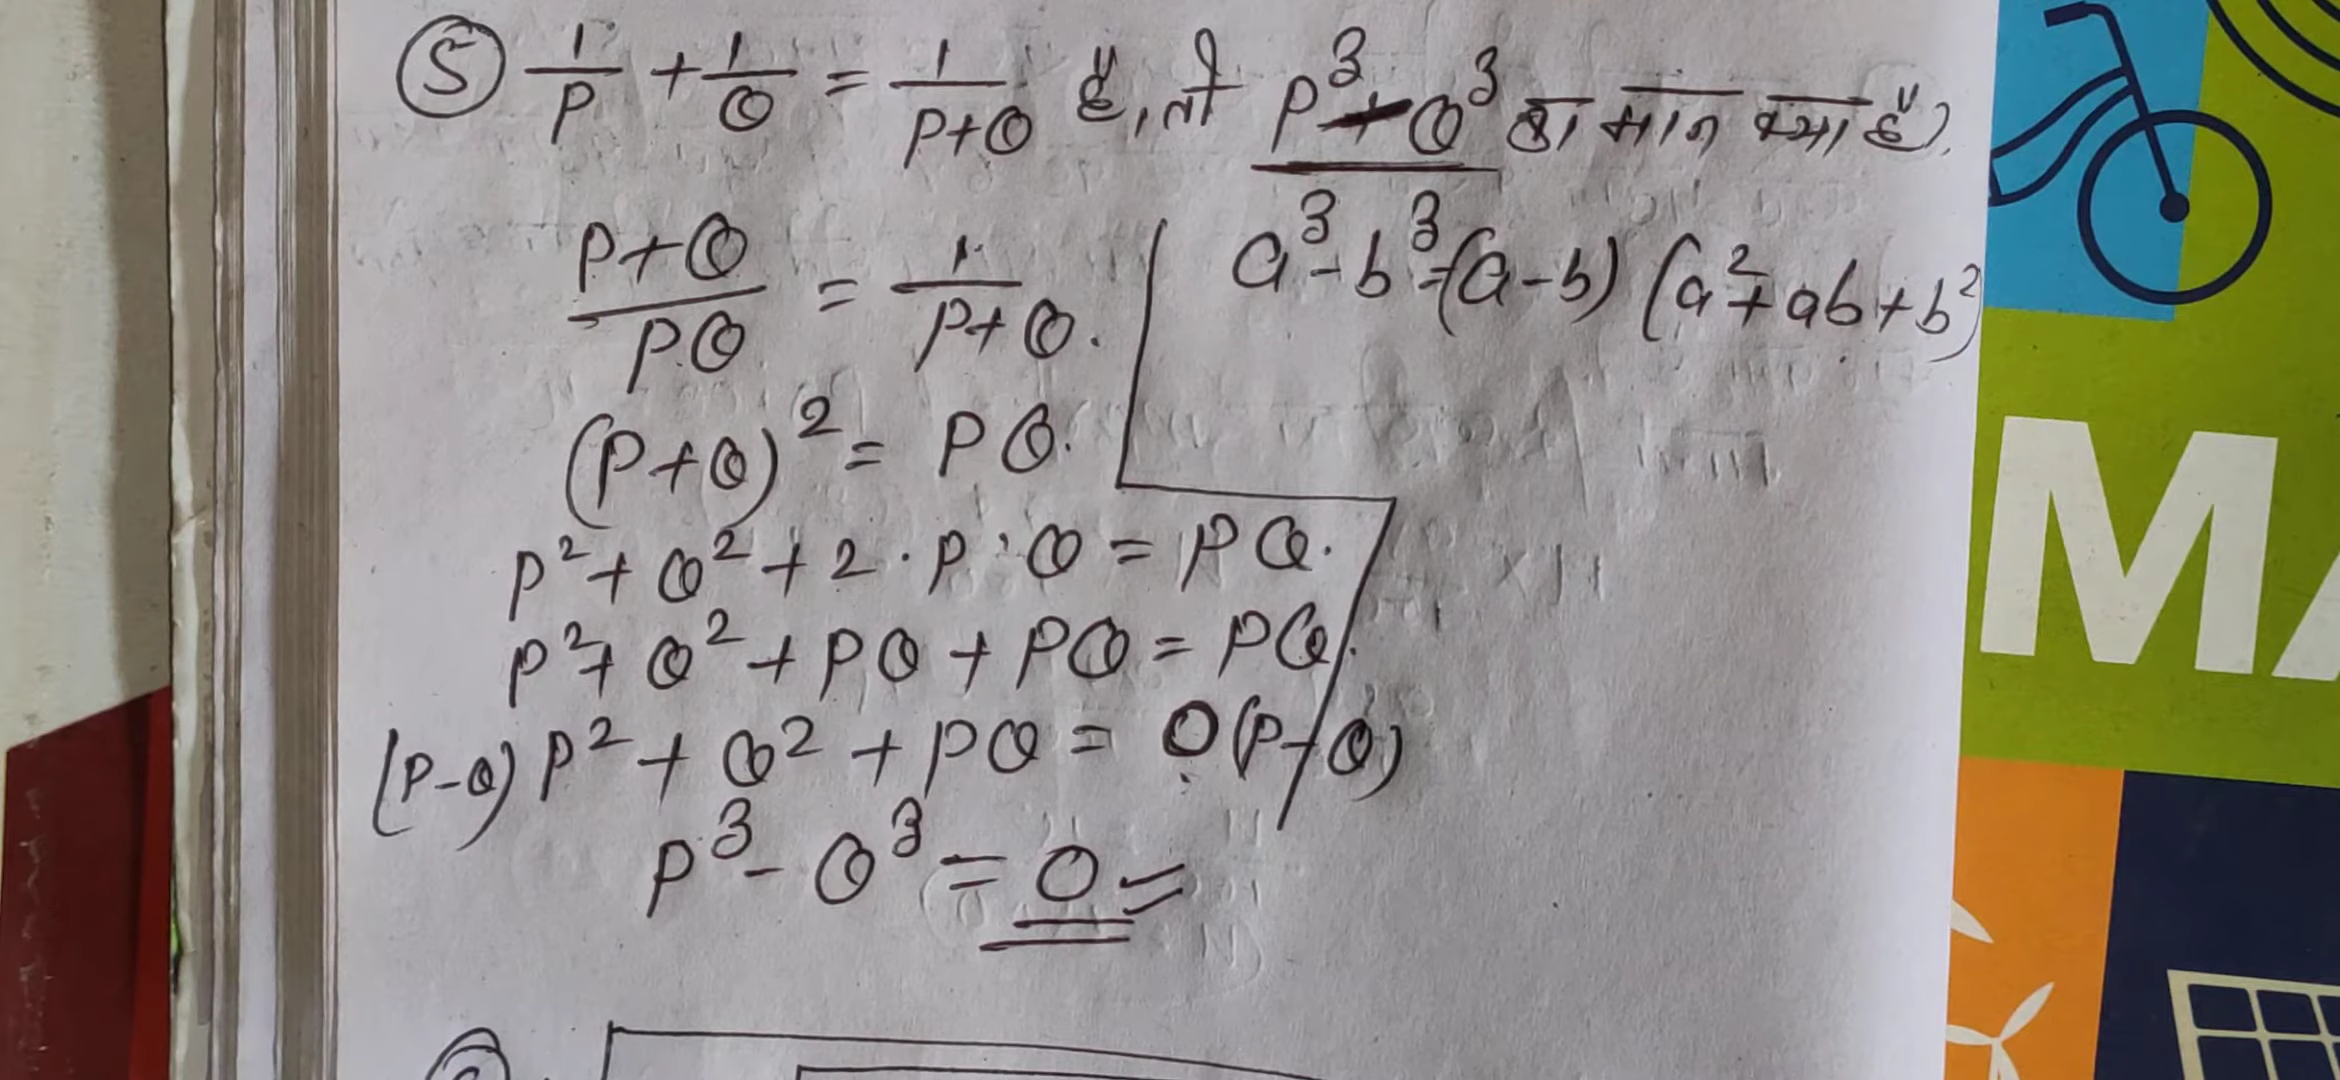 ⑤ 1/P + 1/Q = 1/(P+Q) है, तो P³-Q³ का मान क्या है?
a³-b³=(a-b) (a²+ab+b²)
(P+Q)/PQ = 1/(P+Q).
(P+Q)² = PQ.
P²+Q²+2·P·Q = PQ.
P²+Q²+PQ+PQ = PQ.
(P-Q) P²+Q²+PQ = 0(P-Q)
P³-Q³ = 0 =